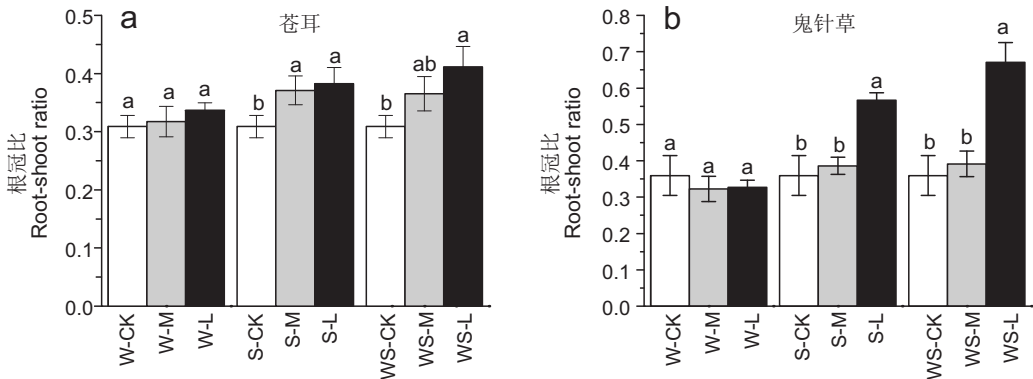 a
苍耳
根冠比
Root-shoot ratio
0.5
0.4
0.3
0.2
0.1
0.0
a
a
a
b
a
a
b
ab
a
W-CK
W-M
W-L
S-CK
S-M
S-L
WS-CK
WS-M
WS-L
b
鬼针草
根冠比
Root-shoot ratio
0.8
0.7
0.6
0.5
0.4
0.3
0.2
0.1
0.0
a
a
a
b
b
a
b
b
a
W-CK
W-M
W-L
S-CK
S-M
S-L
WS-CK
WS-M
WS-L